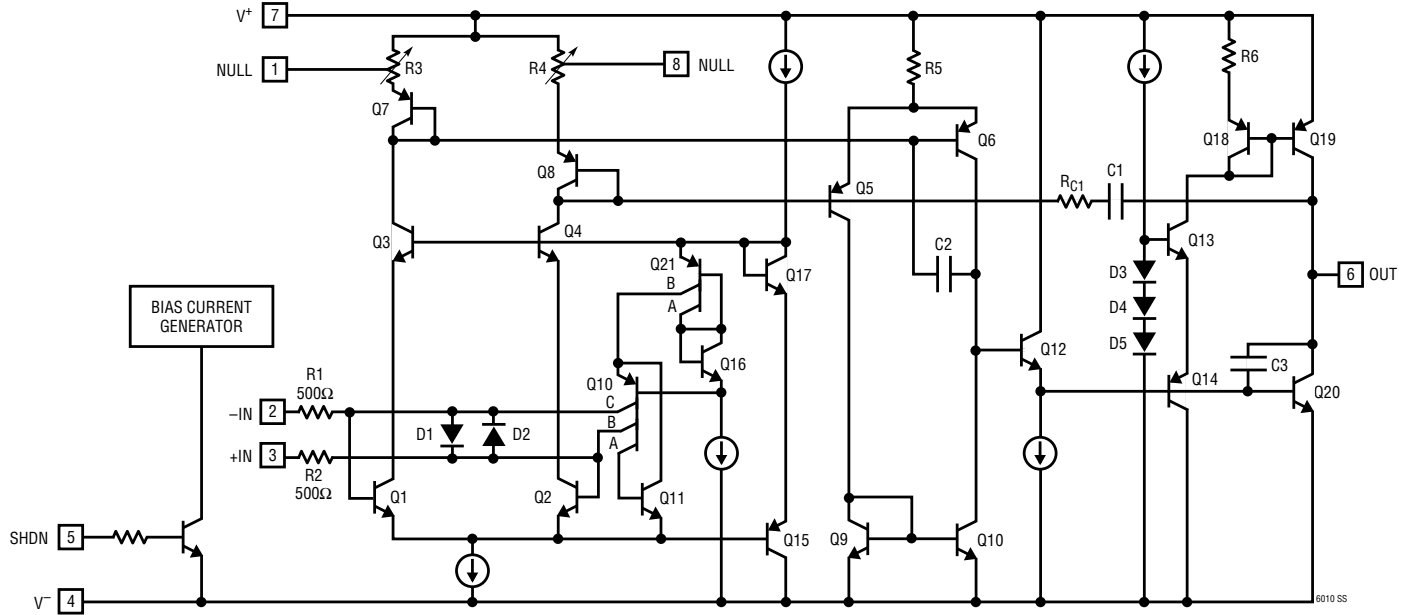 V+ 7
NULL 1
R3
R4
8 NULL
R5
R6
Q7
Q6
Q18
Q19
Q8
Q5
RC1
C1
Q3
Q4
Q13
Q21
B
A
Q17
C2
D3
6 OUT
D4
BIAS CURRENT
GENERATOR
D5
Q16
Q12
C3
R1
500Ω
Q10
Q14
Q20
–IN 2
C
D1
D2
B
A
+IN 3
R2
500Ω
Q1
Q2
Q11
SHDN 5
Q15
Q9
Q10
V– 4
6010 SS